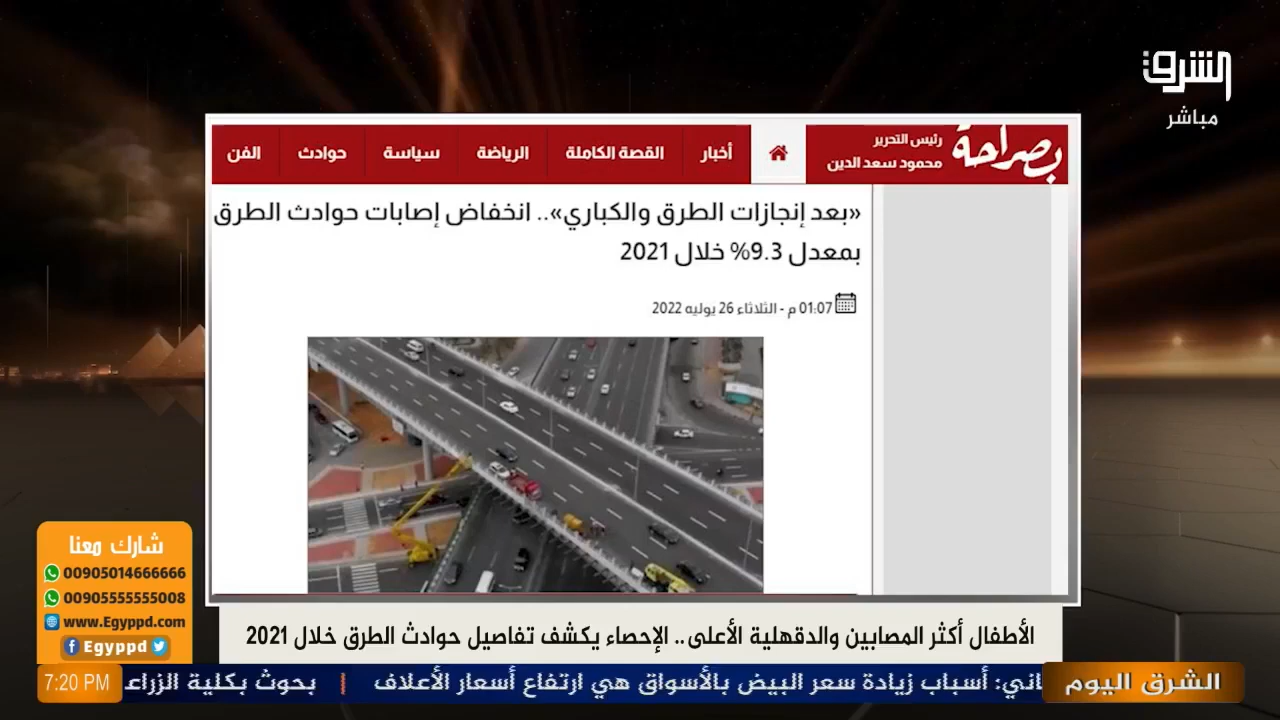 الشرق
مباشر
بصراحة
رئيس التحرير
محمود سعد الدين
أخبار
القصة الكاملة
الرياضة
سياسة
حوادث
الفن
«بعد إنجازات الطرق والكباري».. انخفاض إصابات حوادث الطرق
بمعدل 9.3% خلال 2021
01:07 م - الثلاثاء 26 يوليه 2022
شارك معنا
00905014666666
00905555555008
www.Egyppd.com
Egyppd
الأطفال أكثر المصابين والدقهلية الأعلى.. الإحصاء يكشف تفاصيل حوادث الطرق خلال 2021
الشرق اليوم
اني: أسباب زيادة سعر البيض بالأسواق هي ارتفاع أسعار الأعلاف | بحوث بكلية الزراع
7:20 PM